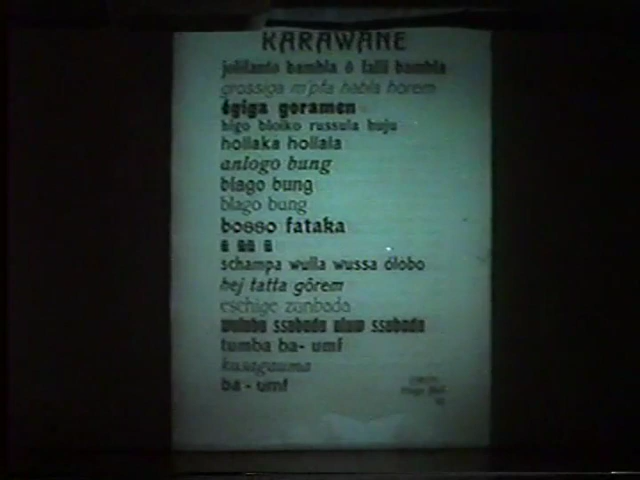 KARAWANE
jolifanto bambla ô falli bambla
grossiga m'pfa habla horem
égiga goramen
higo bloiko russula huju
hollaka hollala
anlogo bung
blago bung
blago bung
bosso fataka
ü üü ü
schampa wulla wussa ólobo
hej tatta gôrem
eschige zunbada
wulubu ssubudu uluw ssubudu
tumba ba- umf
kusagauma
ba - umf